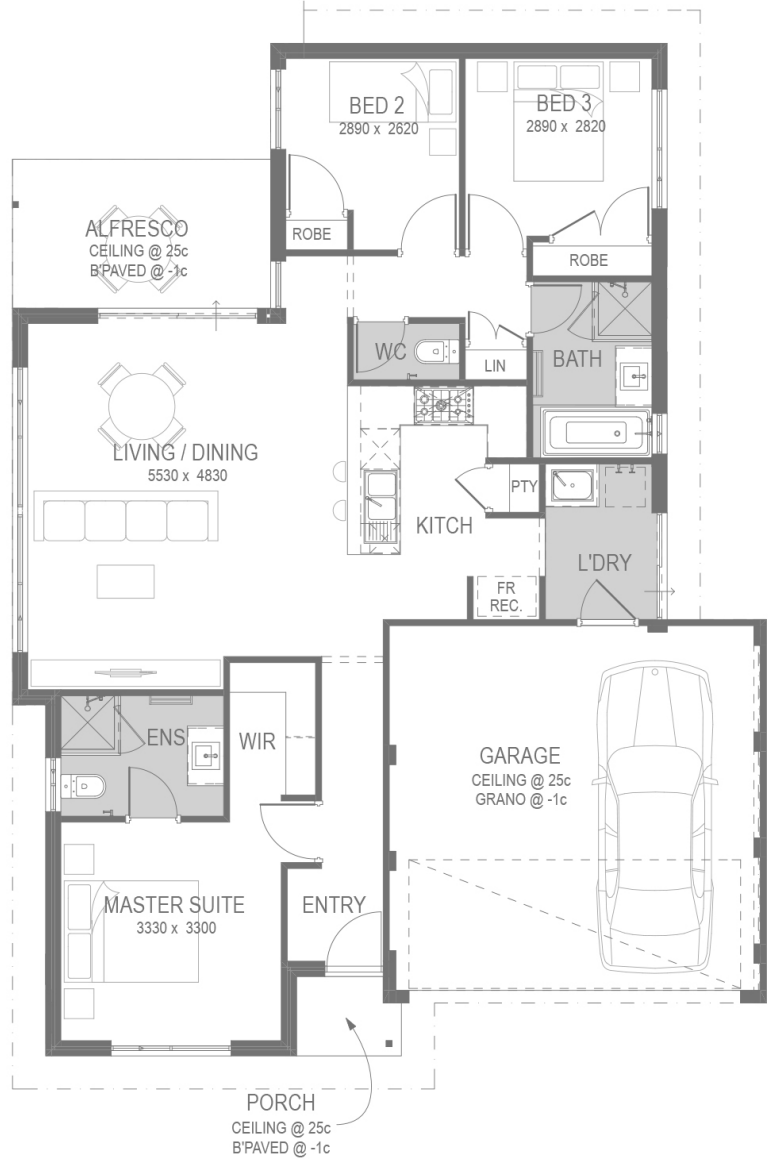 BED 2
2890 x 2620
BED 3
2890 x 2820
ROBE
ALFRESCO
CEILING @ 25c
B'PAVED @ -1c
ROBE
WC
LIN
BATH
LIVING / DINING
5530 x 4830
PTY
KITCH
L'DRY
FR
REC.
ENS
WIR
GARAGE
CEILING @ 25c
GRANO @ -1c
MASTER SUITE
3330 x 3300
ENTRY
PORCH
CEILING @ 25c
B'PAVED @ -1c